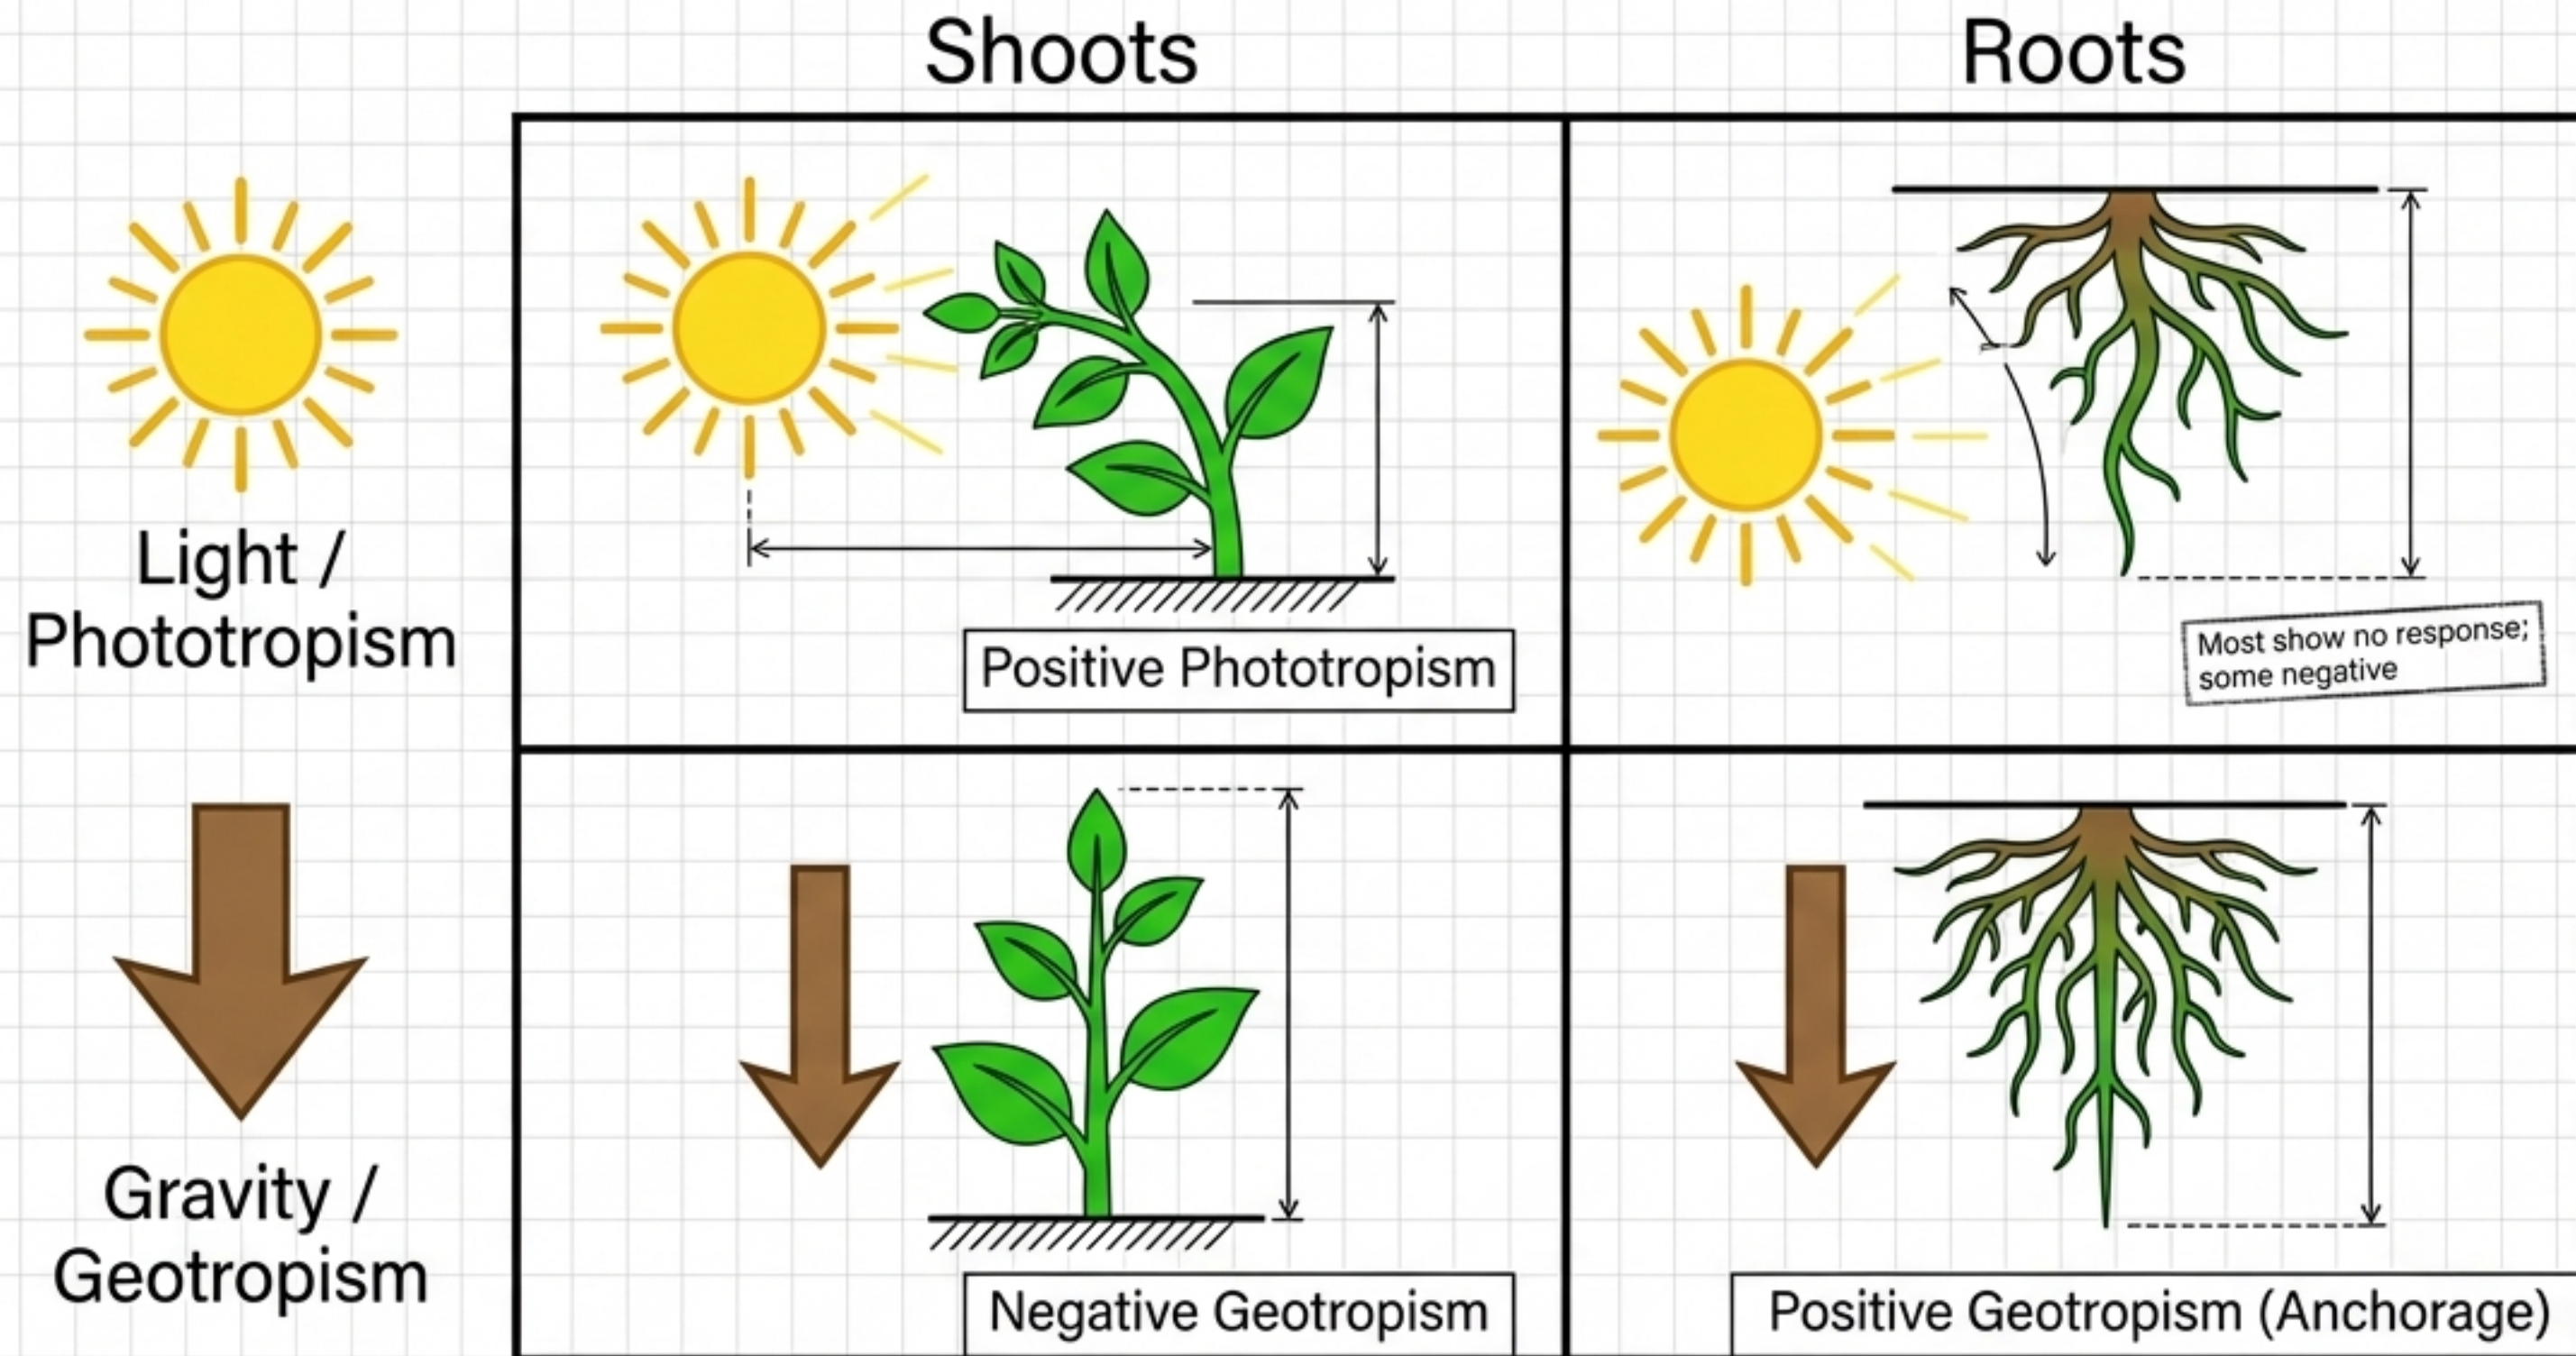 Shoots
Roots
Light /
Phototropism
Positive Phototropism
Most show no response;
some negative
Gravity /
Geotropism
Negative Geotropism
Positive Geotropism (Anchorage)